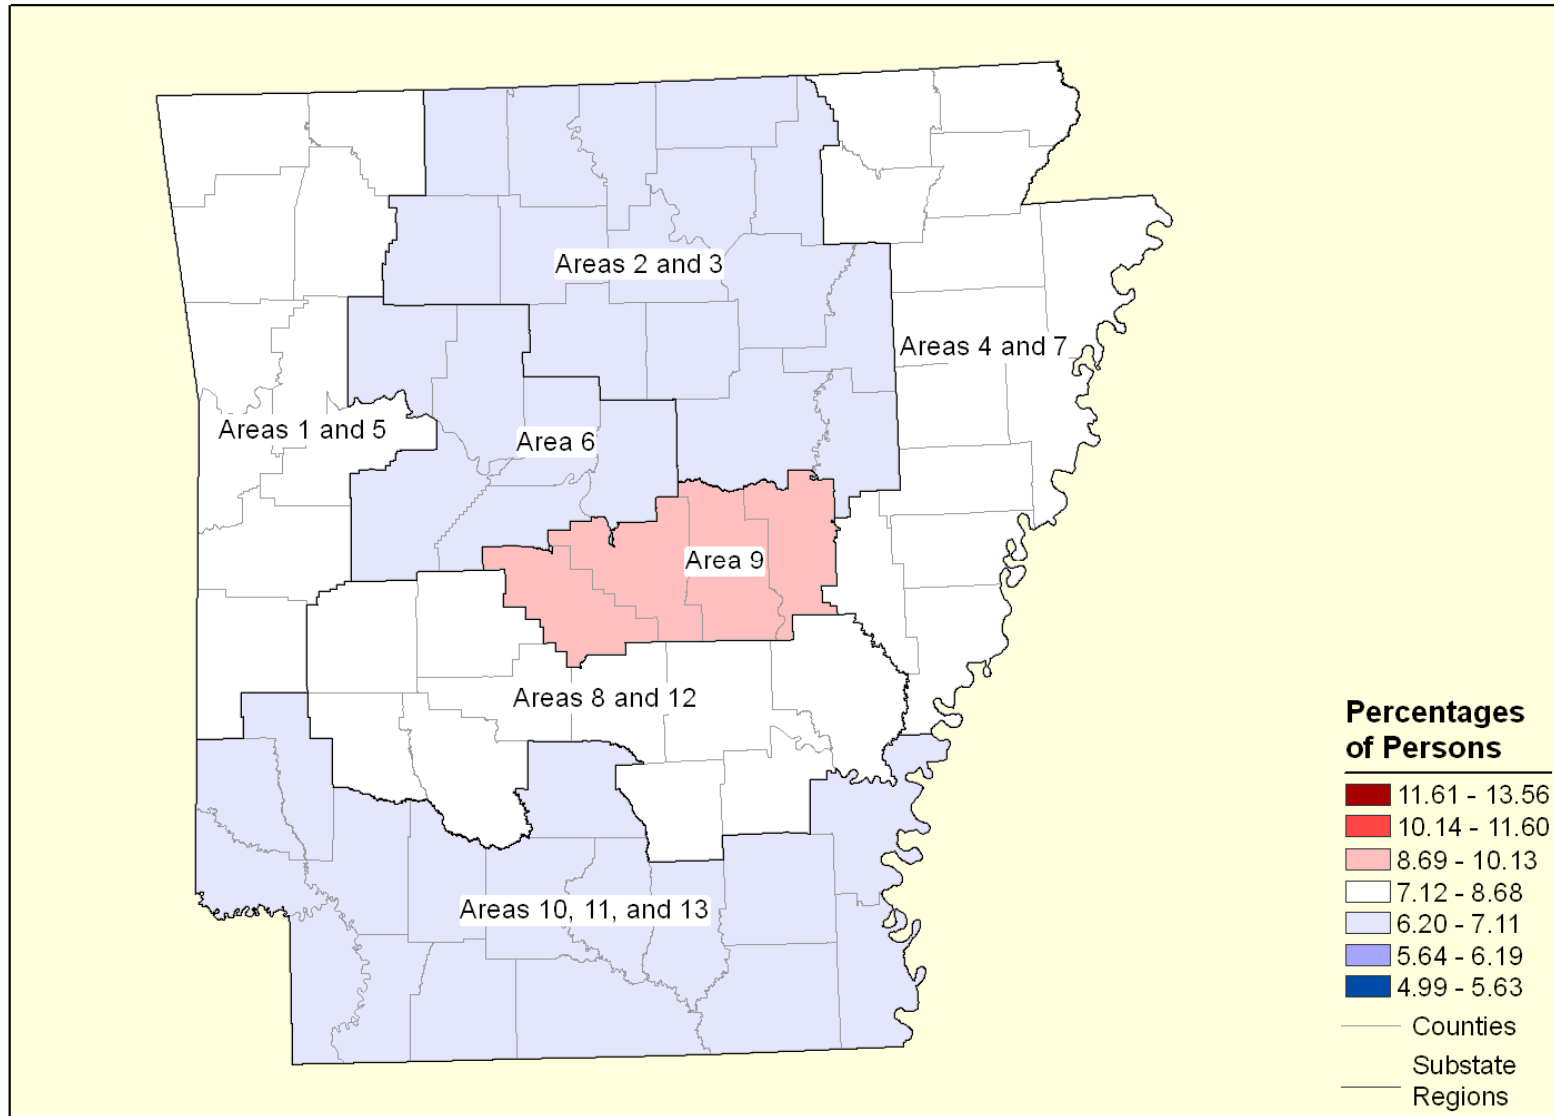 Areas 2 and 3
Areas 4 and 7
Areas 1 and 5
Area 6
Area 9
Areas 8 and 12
Areas 10, 11, and 13
Percentages
of Persons
11.61 - 13.56
10.14 - 11.60
8.69 - 10.13
7.12 - 8.68
6.20 - 7.11
5.64 - 6.19
4.99 - 5.63
Counties
Substate
Regions